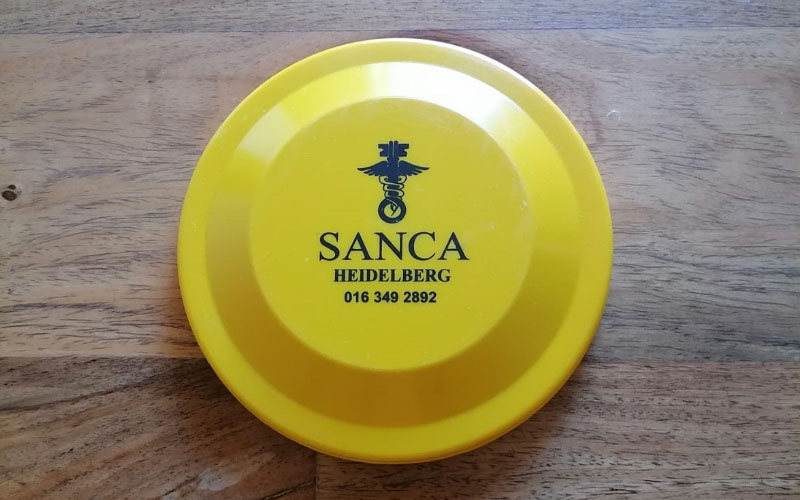 SANCA
HEIDELBERG
016 349 2892